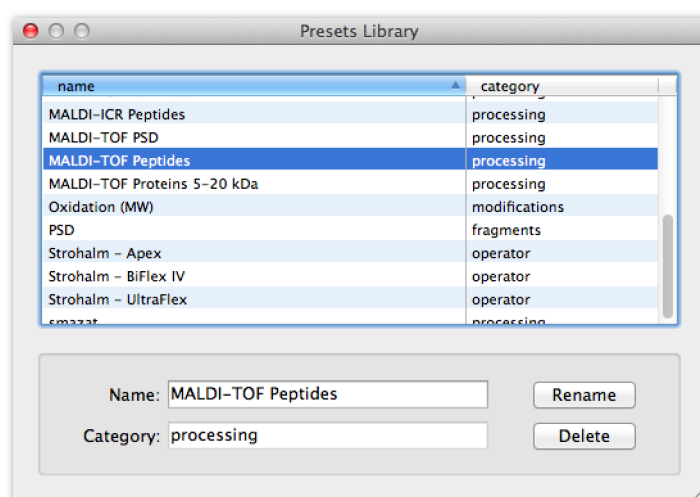 Presets Library
name category
MALDI-ICR Peptides processing
MALDI-TOF PSD processing
MALDI-TOF Peptides processing
MALDI-TOF Proteins 5-20 kDa processing
Oxidation (MW) modifications
PSD fragments
Strohalm - Apex operator
Strohalm - BiFlex IV operator
Strohalm - UltraFlex operator
smazat processing
Name: MALDI-TOF Peptides Rename
Category: processing Delete